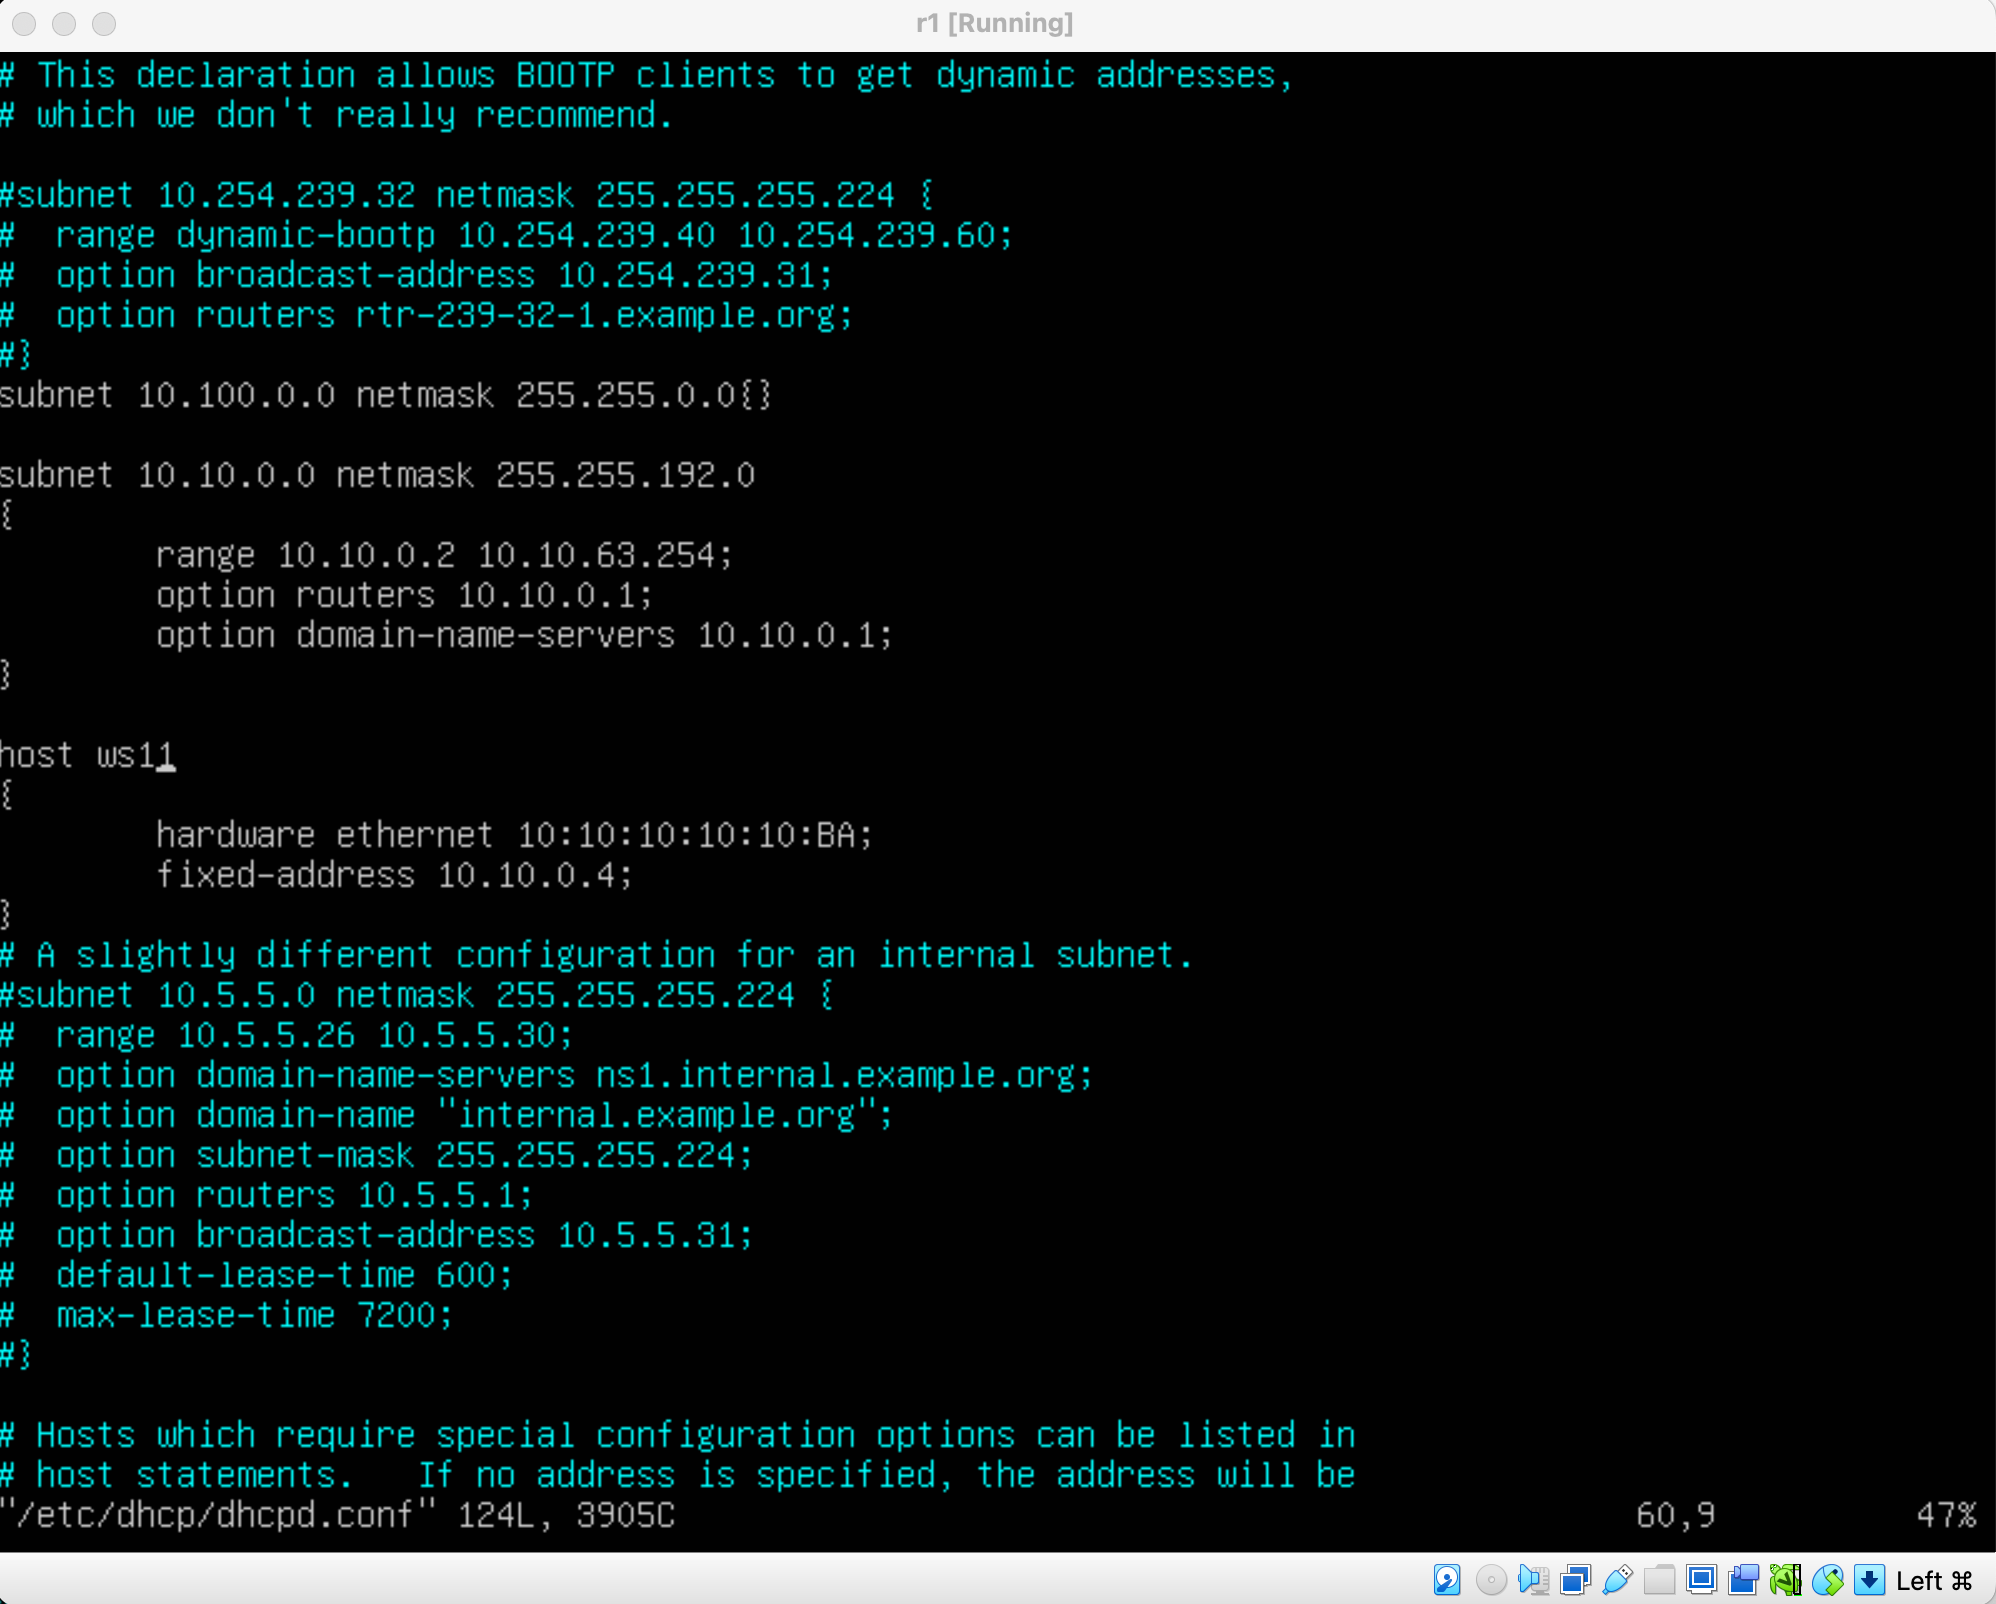 r1 [Running]
# This declaration allows BOOTP clients to get dynamic addresses,
# which we don't really recommend.
#subnet 10.254.239.32 netmask 255.255.255.224 {
#  range dynamic-bootp 10.254.239.40 10.254.239.60;
#  option broadcast-address 10.254.239.31;
#  option routers rtr-239-32-1.example.org;
#}
subnet 10.100.0.0 netmask 255.255.0.0{}
subnet 10.10.0.0 netmask 255.255.192.0
{
        range 10.10.0.2 10.10.63.254;
        option routers 10.10.0.1;
        option domain-name-servers 10.10.0.1;
}
host ws11
{
        hardware ethernet 10:10:10:10:10:BA;
        fixed-address 10.10.0.4;
}
# A slightly different configuration for an internal subnet.
#subnet 10.5.5.0 netmask 255.255.255.224 {
#  range 10.5.5.26 10.5.5.30;
#  option domain-name-servers ns1.internal.example.org;
#  option domain-name "internal.example.org";
#  option subnet-mask 255.255.255.224;
#  option routers 10.5.5.1;
#  option broadcast-address 10.5.5.31;
#  default-lease-time 600;
#  max-lease-time 7200;
#}
# Hosts which require special configuration options can be listed in
# host statements.   If no address is specified, the address will be
"/etc/dhcp/dhcpd.conf" 124L, 3905C 60,9 47%
Left ⌘